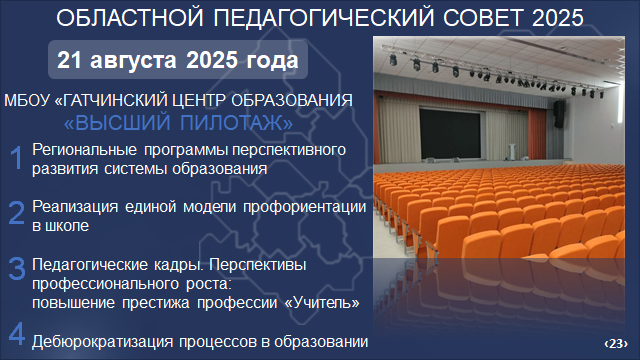 ОБЛАСТНОЙ ПЕДАГОГИЧЕСКИЙ СОВЕТ 2025
21 августа 2025 года
МБОУ «ГАТЧИНСКИЙ ЦЕНТР ОБРАЗОВАНИЯ
«ВЫСШИЙ ПИЛОТАЖ»
1 Региональные программы перспективного
развития системы образования
2 Реализация единой модели профориентации
в школе
3 Педагогические кадры. Перспективы
профессионального роста:
повышение престижа профессии «Учитель»
4 Дебюрократизация процессов в образовании
‹23›